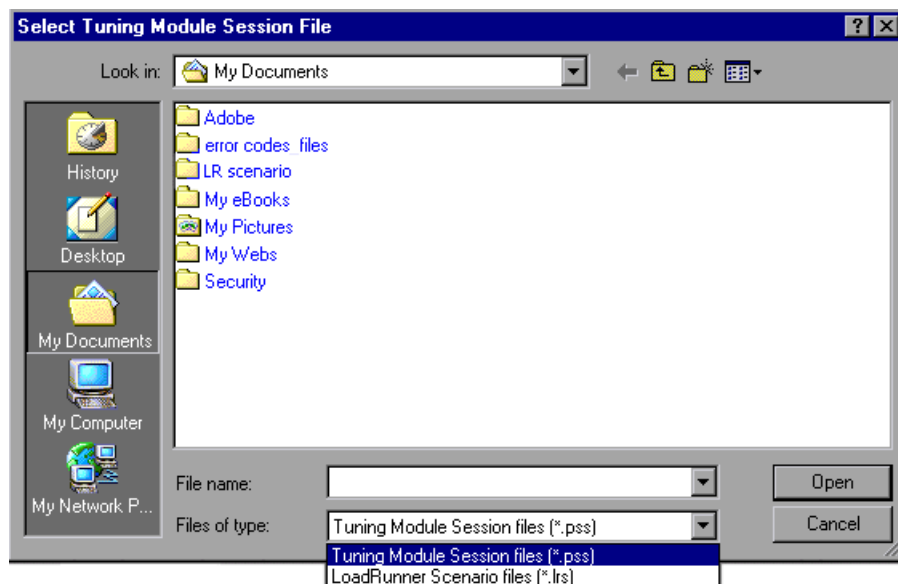 Select Tuning Module Session File
Look in: My Documents
History
Desktop
My Documents
My Computer
My Network P...
Adobe
error codes_files
LR scenario
My eBooks
My Pictures
My Webs
Security
File name:
Open
Files of type: Tuning Module Session files (*.pss)
Cancel
Tuning Module Session files (*.pss)
LoadRunner Scenario files (*.lrs)